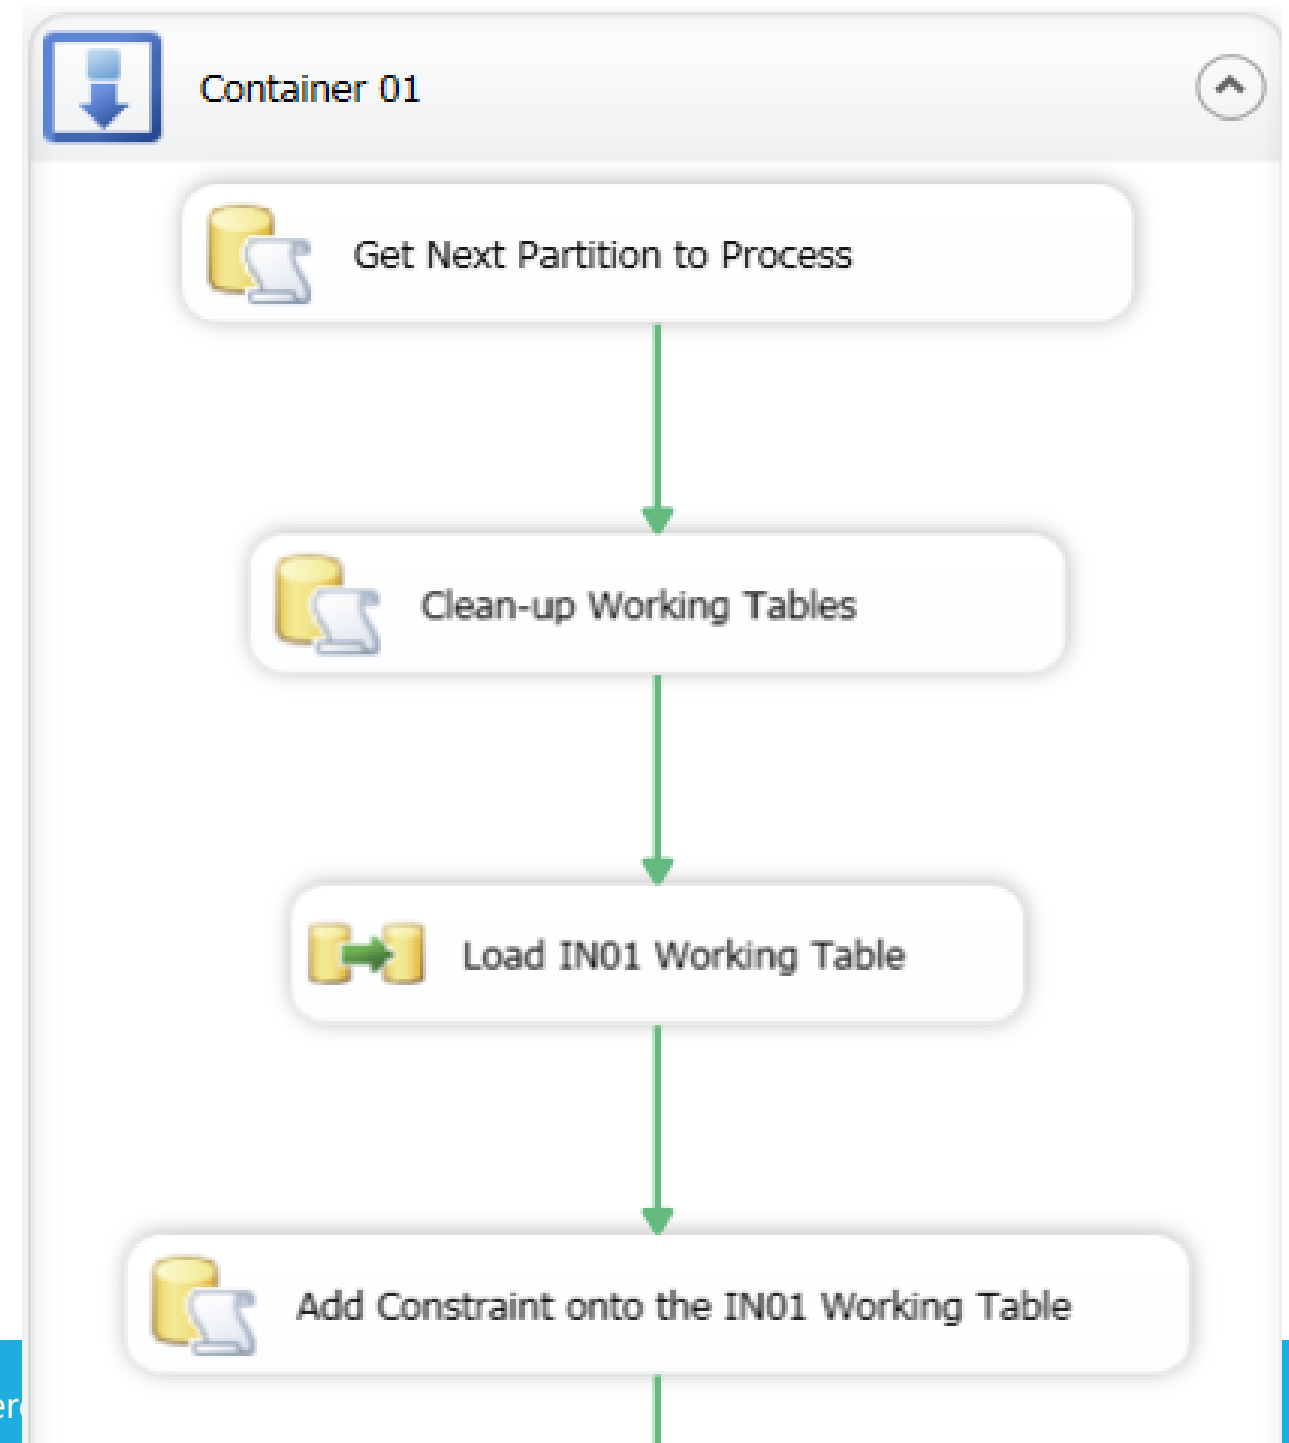 Container 01
Get Next Partition to Process
Clean-up Working Tables
Load IN01 Working Table
Add Constraint onto the IN01 Working Table